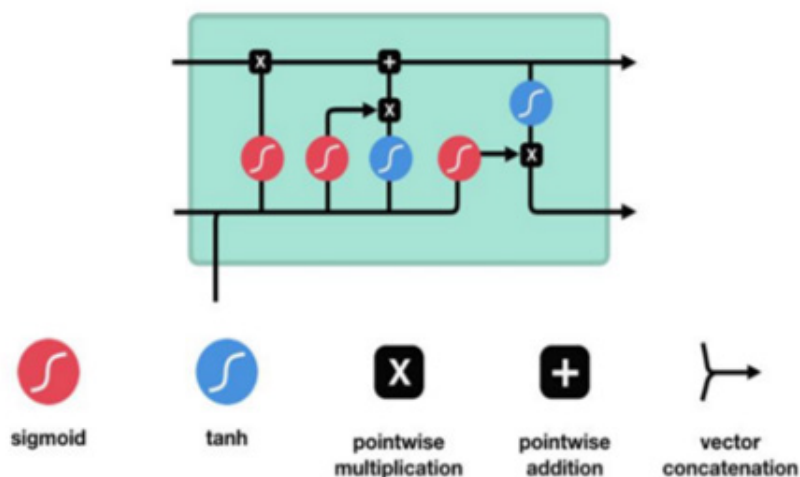 X
+
X
X
X
+
sigmoid
tanh
pointwise
multiplication
pointwise
addition
vector
concatenation